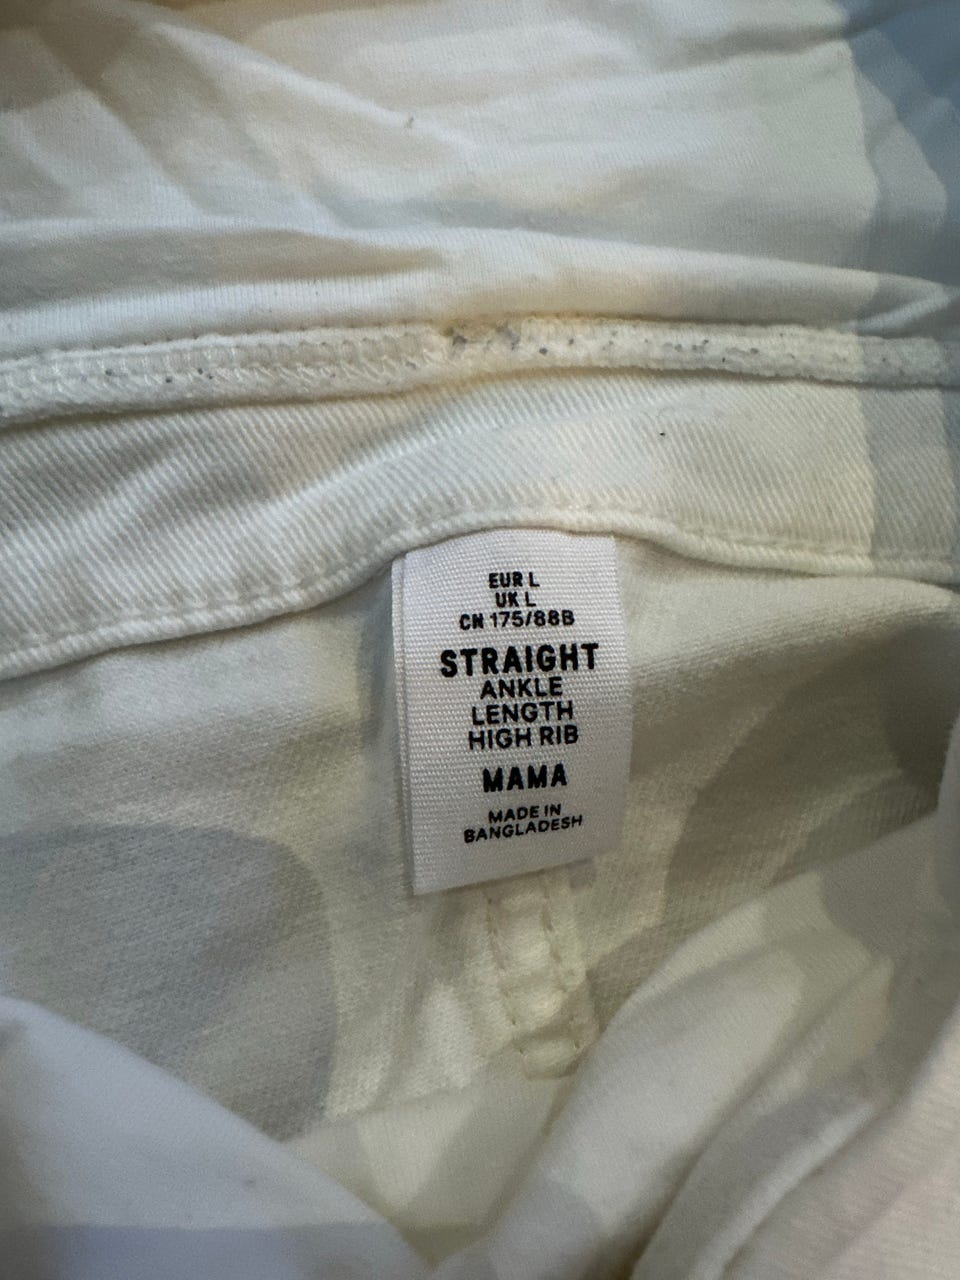 EUR L
UK L
CN 175/88B
STRAIGHT
ANKLE
LENGTH
HIGH RIB
MAMA
MADE IN
BANGLADESH